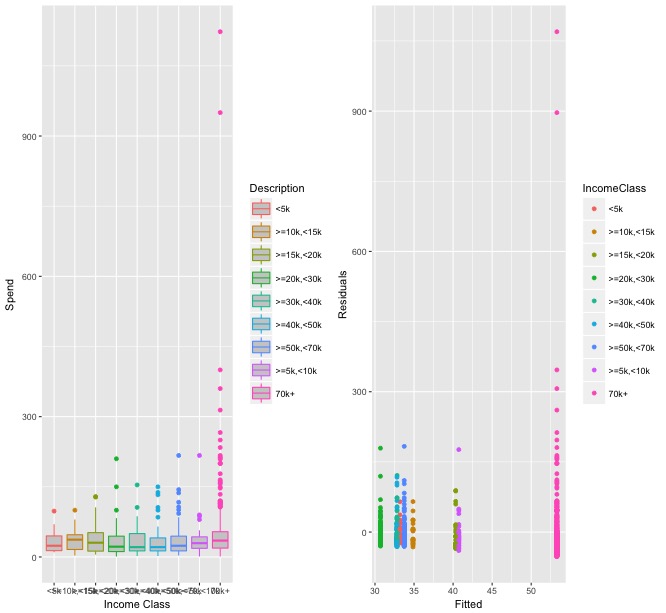 900
600
300
0
Spend
<5k
70k+
Income Class
Description
<5k
>=10k,<15k
>=15k,<20k
>=20k,<30k
>=30k,<40k
>=40k,<50k
>=50k,<70k
>=5k,<10k
70k+
900
600
300
0
Residuals
30 35 40 45 50
Fitted
IncomeClass
<5k
>=10k,<15k
>=15k,<20k
>=20k,<30k
>=30k,<40k
>=40k,<50k
>=50k,<70k
>=5k,<10k
70k+